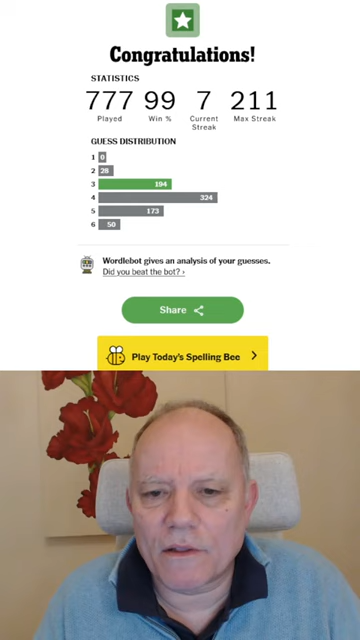 Congratulations!
STATISTICS
777 99 7 211
Played Win % Current Streak Max Streak
GUESS DISTRIBUTION
1 0
2 28
3 194
4 324
5 173
6 50
Wordlebot gives an analysis of your guesses.
Did you beat the bot? ›
Share
Play Today's Spelling Bee